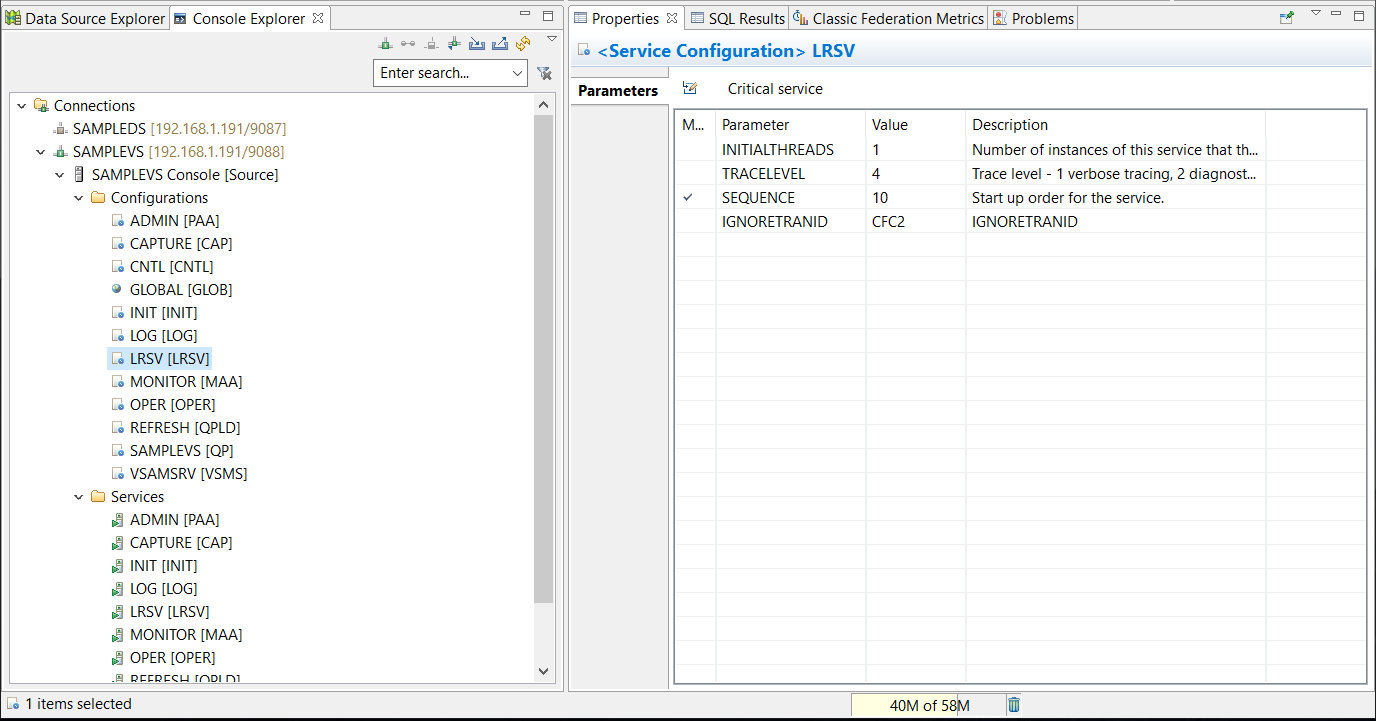 Data Source Explorer
Console Explorer
Enter search...
Connections
SAMPLEDS [192.168.1.191/9087]
SAMPLEVS [192.168.1.191/9088]
SAMPLEVS Console [Source]
Configurations
ADMIN [PAA]
CAPTURE [CAP]
CNTL [CNTL]
GLOBAL [GLOB]
INIT [INIT]
LOG [LOG]
LRSV [LRSV]
MONITOR [MAA]
OPER [OPER]
REFRESH [QPLD]
SAMPLEVS [QP]
VSAMSRV [VSMS]
Services
ADMIN [PAA]
CAPTURE [CAP]
INIT [INIT]
LOG [LOG]
LRSV [LRSV]
MONITOR [MAA]
OPER [OPER]
REFRESH [QPLD]
1 items selected
Properties
SQL Results
Classic Federation Metrics
Problems
<Service Configuration> LRSV
Parameters
Critical service
M... Parameter Value Description
INITIALTHREADS 1 Number of instances of this service that th...
TRACELEVEL 4 Trace level - 1 verbose tracing, 2 diagnost...
SEQUENCE 10 Start up order for the service.
IGNORETRANID CFC2 IGNORETRANID
40M of 58M